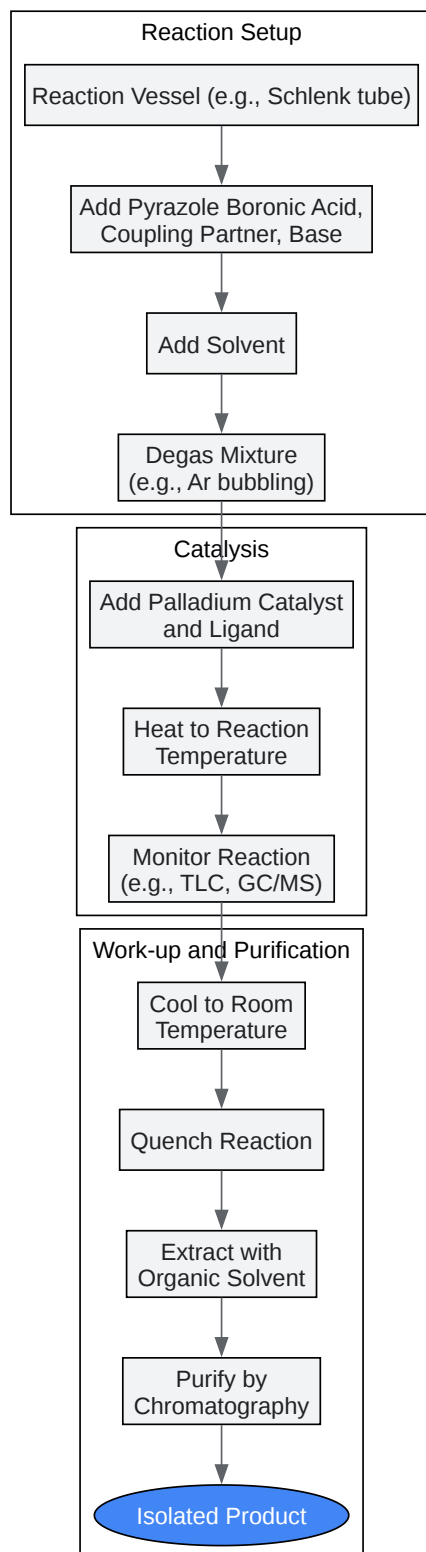 Reaction Setup
Reaction Vessel (e.g., Schlenk tube)
Add Pyrazole Boronic Acid,
Coupling Partner, Base
Add Solvent
Degas Mixture
(e.g., Ar bubbling)
Catalysis
Add Palladium Catalyst
and Ligand
Heat to Reaction
Temperature
Monitor Reaction
(e.g., TLC, GC/MS)
Work-up and Purification
Cool to Room
Temperature
Quench Reaction
Extract with
Organic Solvent
Purify by
Chromatography
Isolated Product